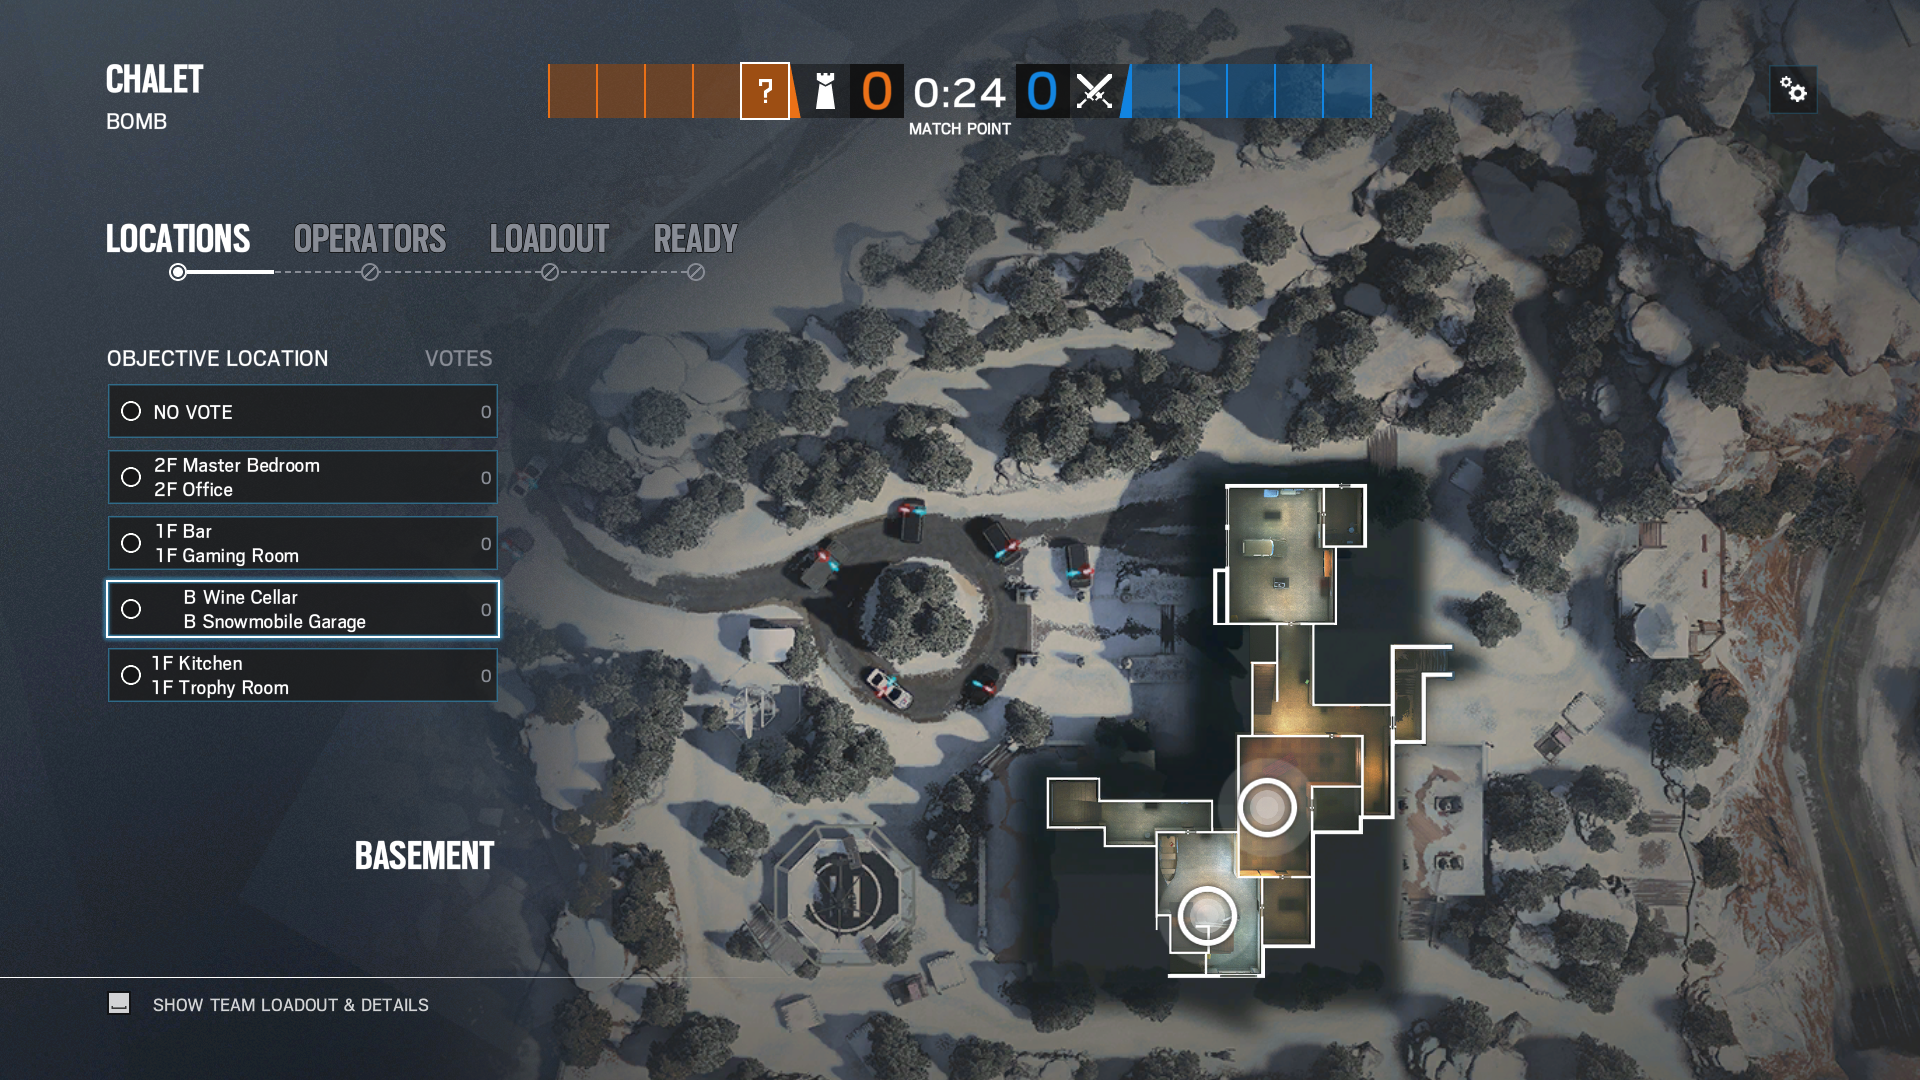 CHALET
BOMB
?
0
0:24
0
MATCH POINT
LOCATIONS
OPERATORS
LOADOUT
READY
OBJECTIVE LOCATION
VOTES
NO VOTE
0
2F Master Bedroom
2F Office
0
1F Bar
1F Gaming Room
0
B Wine Cellar
B Snowmobile Garage
0
1F Kitchen
1F Trophy Room
0
BASEMENT
SHOW TEAM LOADOUT & DETAILS